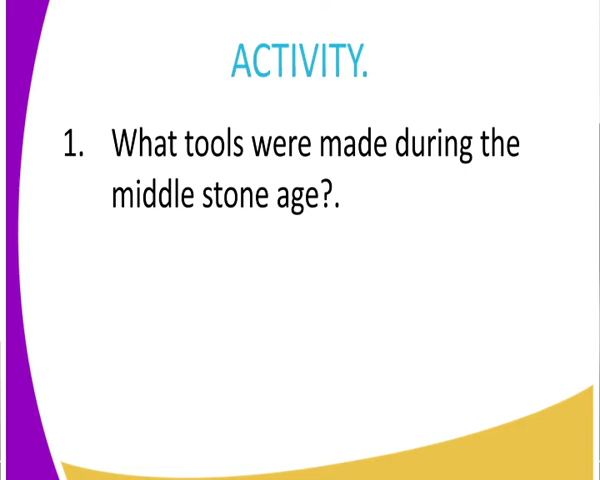 ACTIVITY.
1. What tools were made during the
middle stone age?.